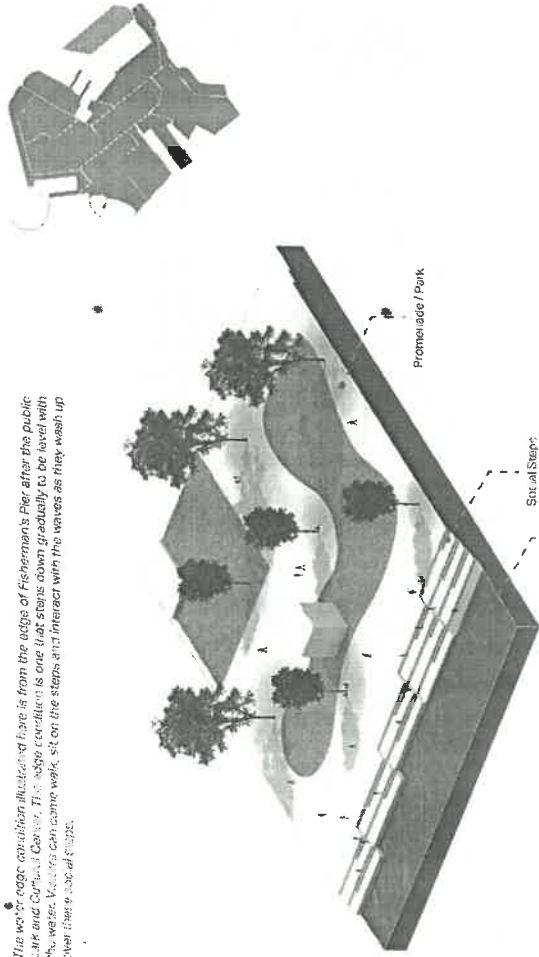 The water edge condition illustrated here is from the edge of Fisherman's Pier after the public
park and Cultural Center. The edge condition is one that steps down gradually to be level with
the water. Visitors can come walk, sit on the steps and interact with the waves as they wash up
over these social steps.
Promenade / Park
Social Steps